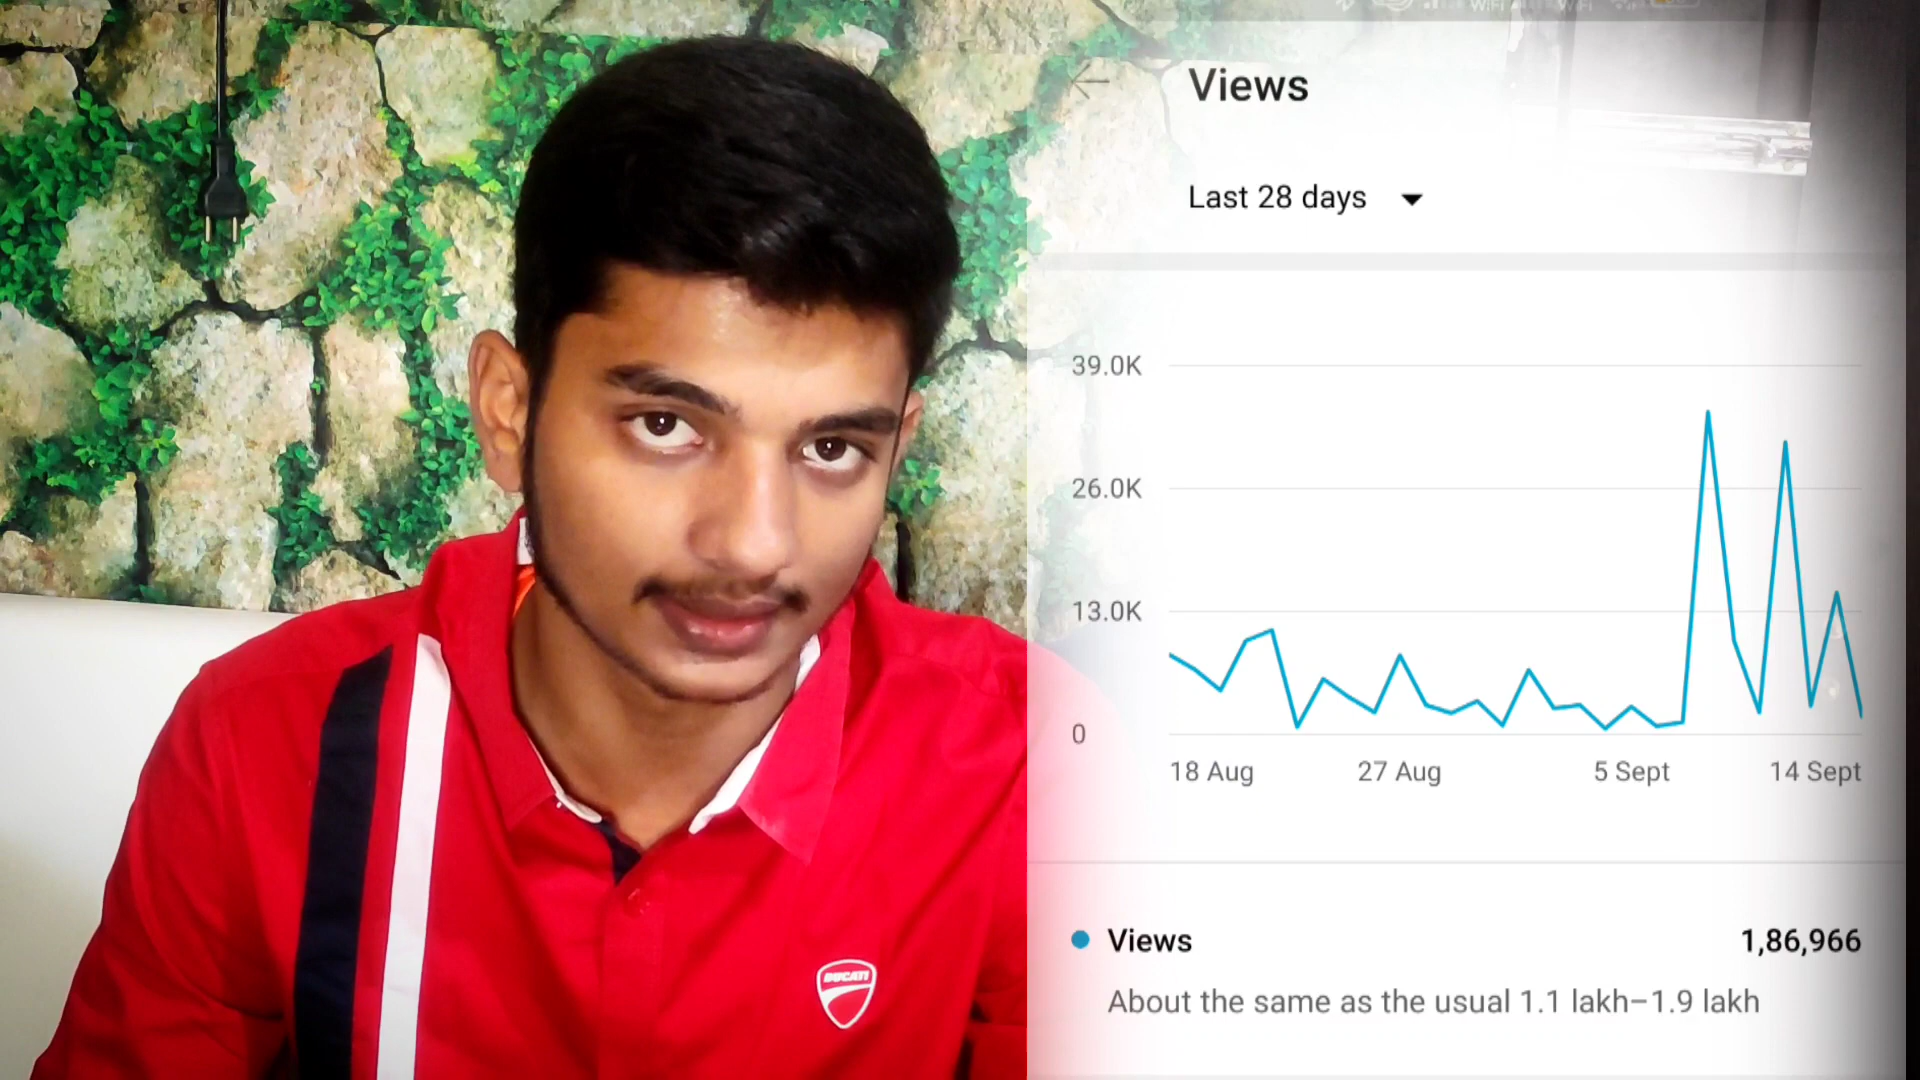 Views
Last 28 days
39.0K
26.0K
13.0K
0
18 Aug 27 Aug 5 Sept 14 Sept
Views 1,86,966
About the same as the usual 1.1 lakh–1.9 lakh
DUCATI